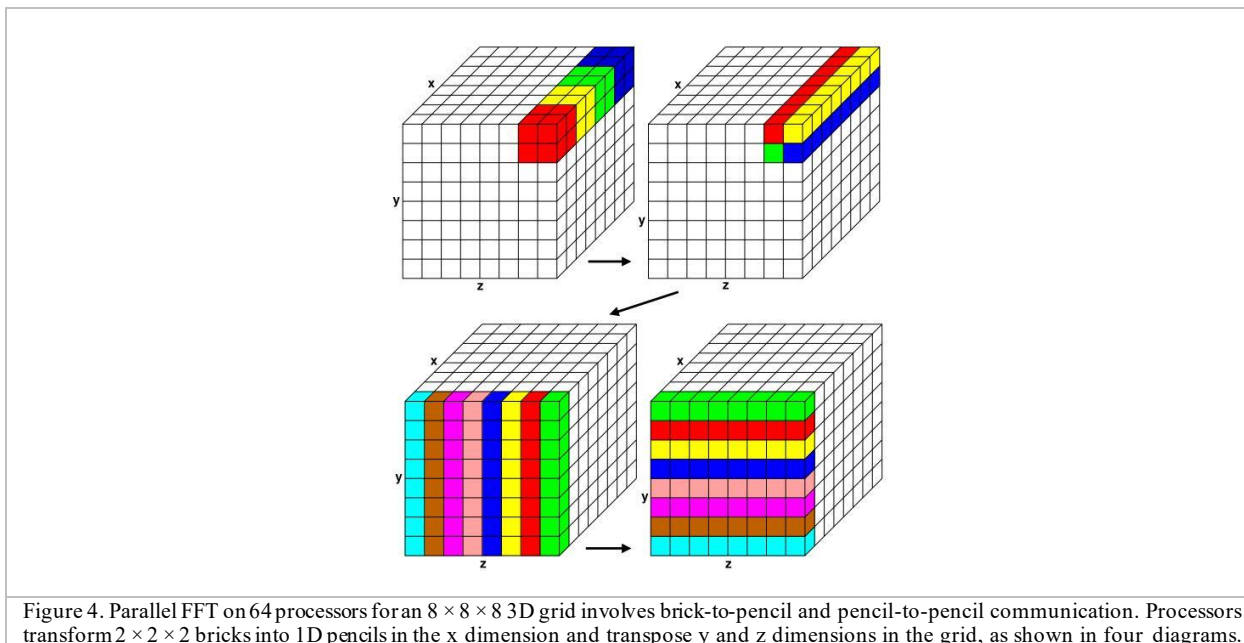 x
x
y
y
z
z
x
x
y
y
z
z
Figure 4. Parallel FFT on 64 processors for an 8 × 8 × 8 3D grid involves brick-to-pencil and pencil-to-pencil communication. Processors
transform 2 × 2 × 2 bricks into 1D pencils in the x dimension and transpose y and z dimensions in the grid, as shown in four diagrams.